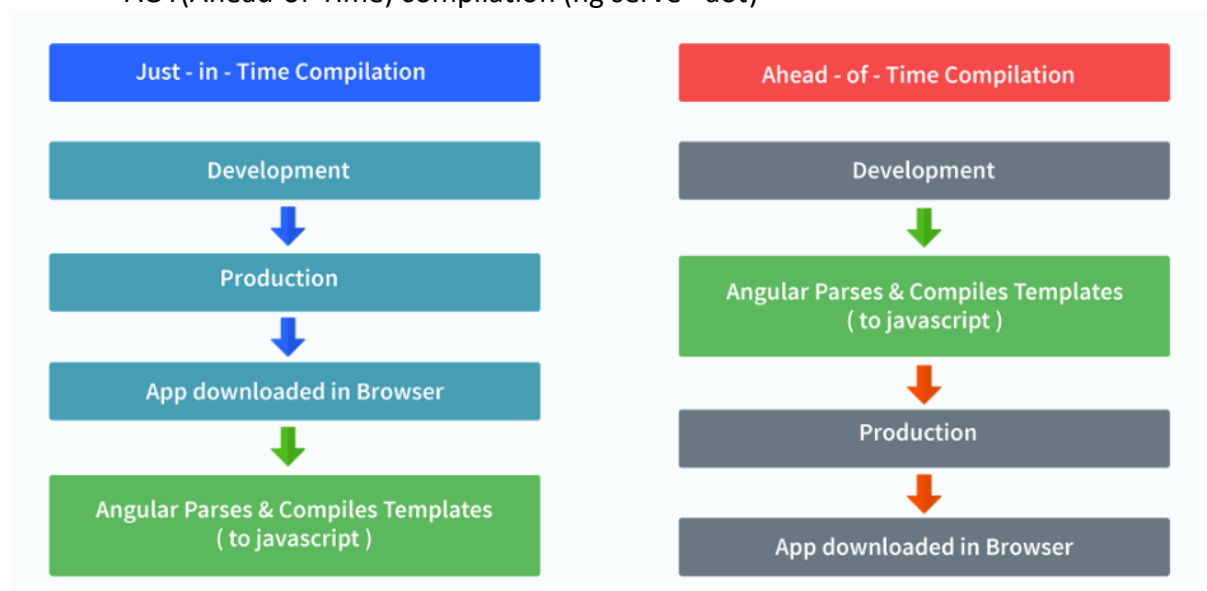 AOT(Ahead-of-Time) compilation (ng serve --aot)
Just - in - Time Compilation
Development
Production
App downloaded in Browser
Angular Parses & Compiles Templates
( to javascript )
Ahead - of - Time Compilation
Development
Angular Parses & Compiles Templates
( to javascript )
Production
App downloaded in Browser